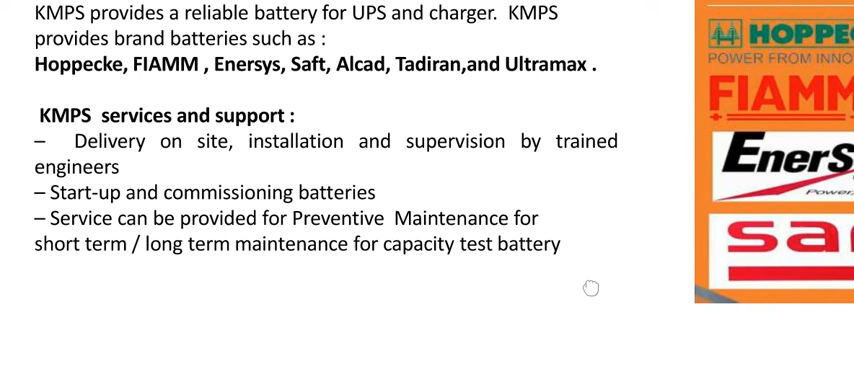 KMPS provides a reliable battery for UPS and charger. KMPS
provides brand batteries such as :
Hoppecke, FIAMM , Enersys, Saft, Alcad, Tadiran,and Ultramax .
KMPS services and support :
– Delivery on site, installation and supervision by trained
engineers
– Start-up and commissioning batteries
– Service can be provided for Preventive Maintenance for
short term / long term maintenance for capacity test battery
HOPPE
POWER FROM INNO
FIAMM
EnerS
Power
sa